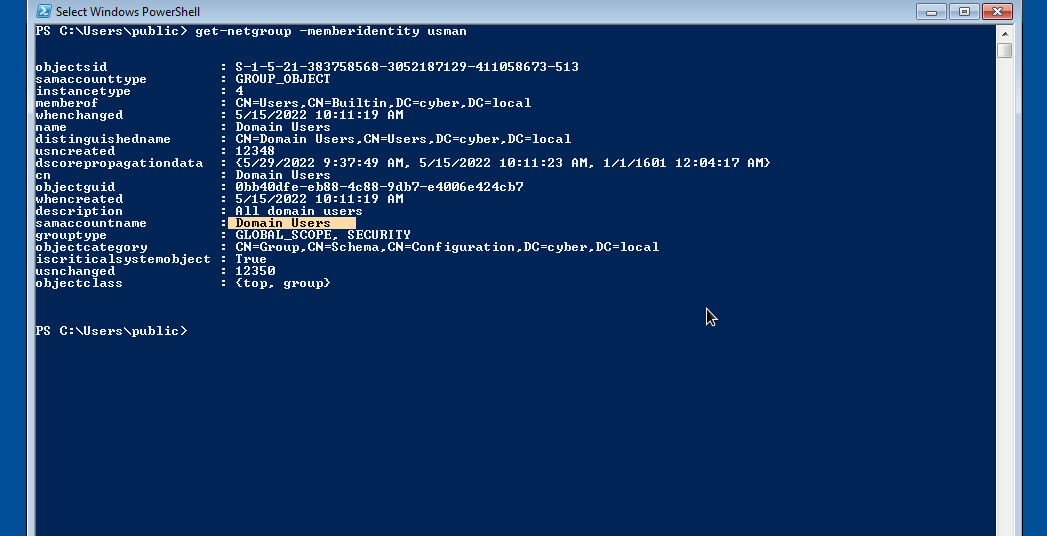 Select Windows PowerShell
PS C:\Users\public> get-netgroup -memberidentity usman
objectsid : S-1-5-21-383758568-3052187129-411058673-513
samaccounttype : GROUP_OBJECT
instancetype : 4
memberof : CN=Users,CN=Builtin,DC=cyber,DC=local
whenchanged : 5/15/2022 10:11:19 AM
name : Domain Users
distinguishedname : CN=Domain Users,CN=Users,DC=cyber,DC=local
usncreated : 12348
dscorepropagationdata : {5/29/2022 9:37:49 AM, 5/15/2022 10:11:23 AM, 1/1/1601 12:04:17 AM}
cn : Domain Users
objectguid : 0bb40dfe-eb88-4c88-9db7-e4006e424cb7
whencreated : 5/15/2022 10:11:19 AM
description : All domain users
samaccountname : Domain Users
grouptype : GLOBAL_SCOPE, SECURITY
objectcategory : CN=Group,CN=Schema,CN=Configuration,DC=cyber,DC=local
iscriticalsystemobject : True
usnchanged : 12350
objectclass : {top, group}
PS C:\Users\public>